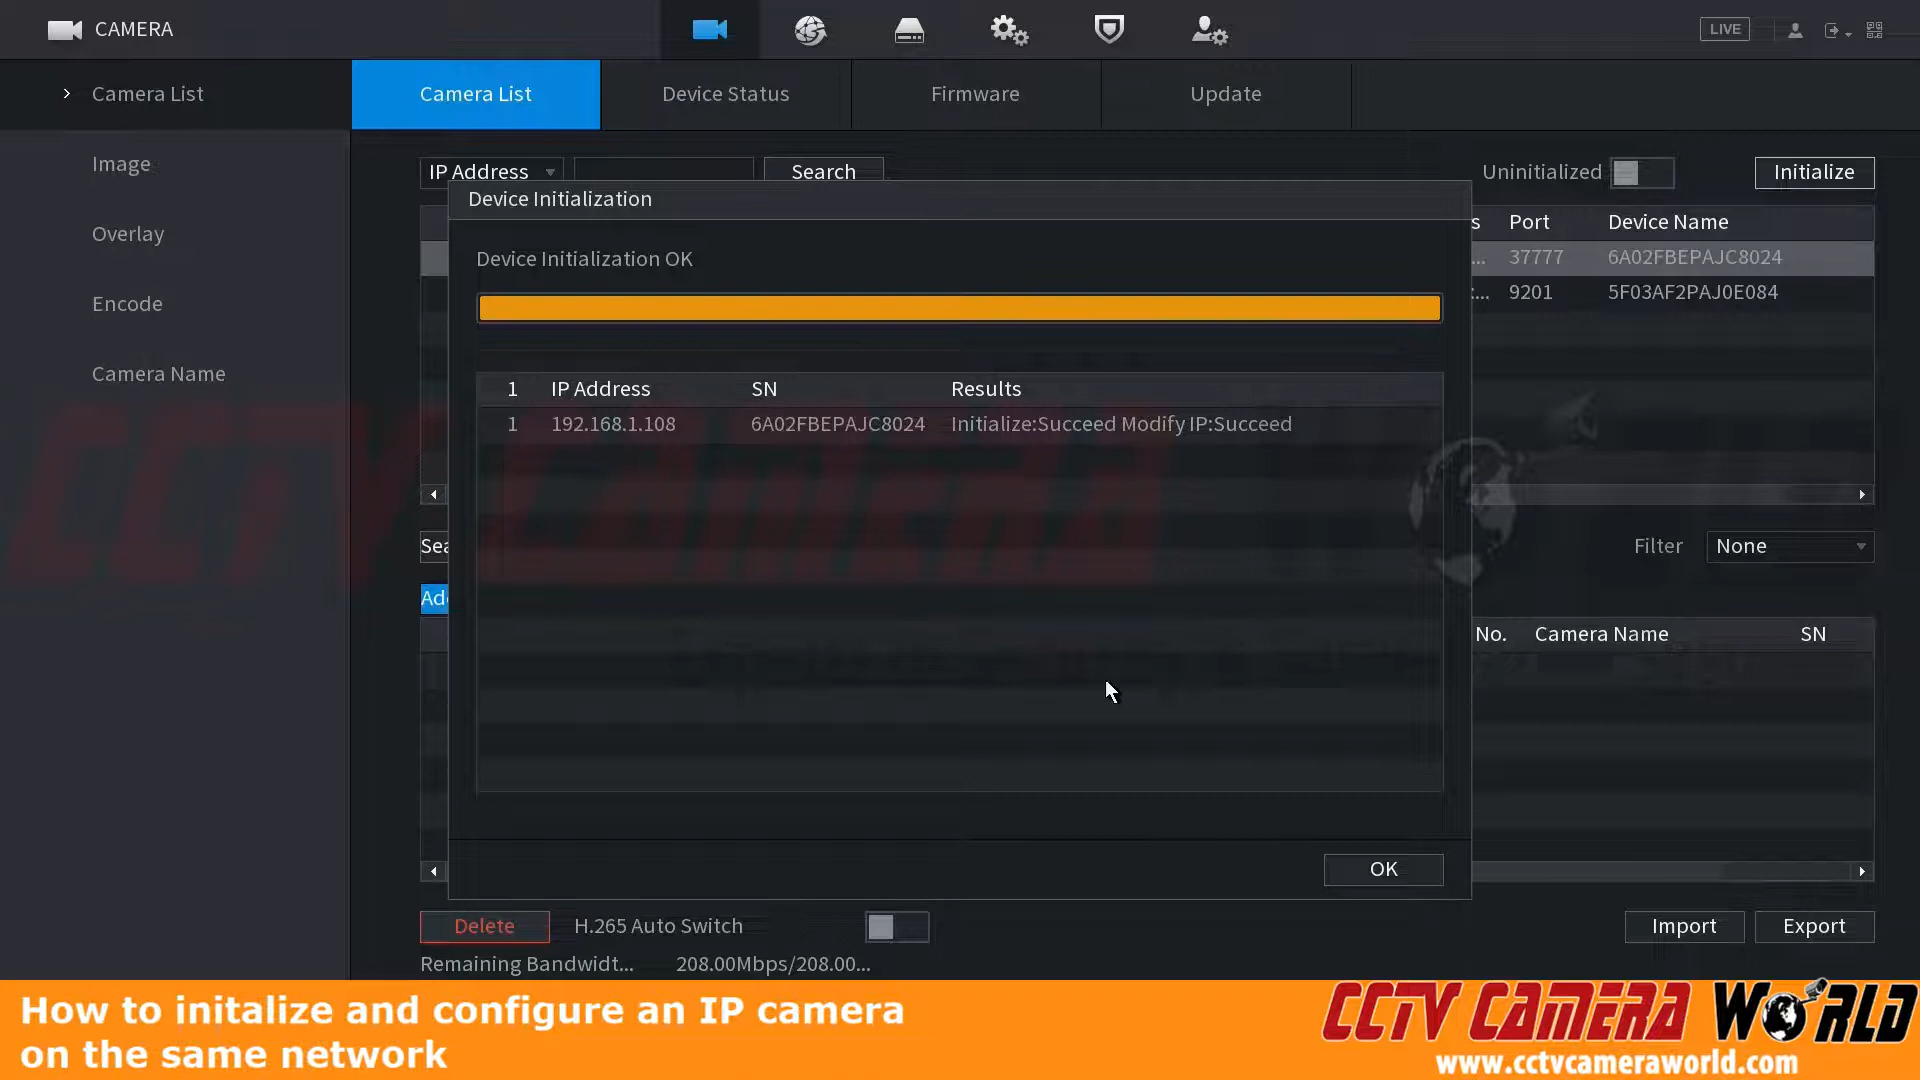 CAMERA
LIVE
Camera List
Camera List
Device Status
Firmware
Update
Image
Overlay
Encode
Camera Name
IP Address
Search
Uninitialized
Initialize
Device Initialization
s Port Device Name
... 37777 6A02FBEPAJC8024
:... 9201 5F03AF2PAJ0E084
Device Initialization OK
1 IP Address SN Results
1 192.168.1.108 6A02FBEPAJC8024 Initialize:Succeed Modify IP:Succeed
CCTV CAMERA
Sea
Filter None
Ad
No. Camera Name SN
OK
Delete
H.265 Auto Switch
Import
Export
Remaining Bandwidt... 208.00Mbps/208.00...
How to initalize and configure an IP camera
on the same network
CCTV CAMERA WORLD
www.cctvcameraworld.com